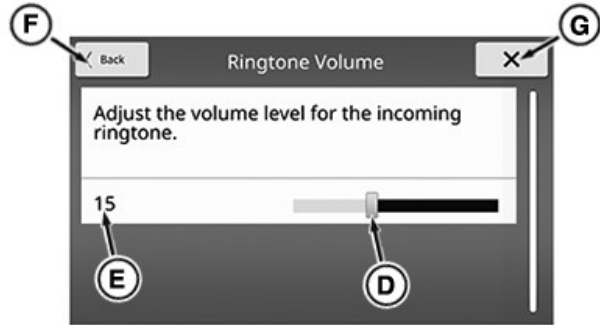 F
G
Back
Ringtone Volume
Adjust the volume level for the incoming
ringtone.
15
E
D